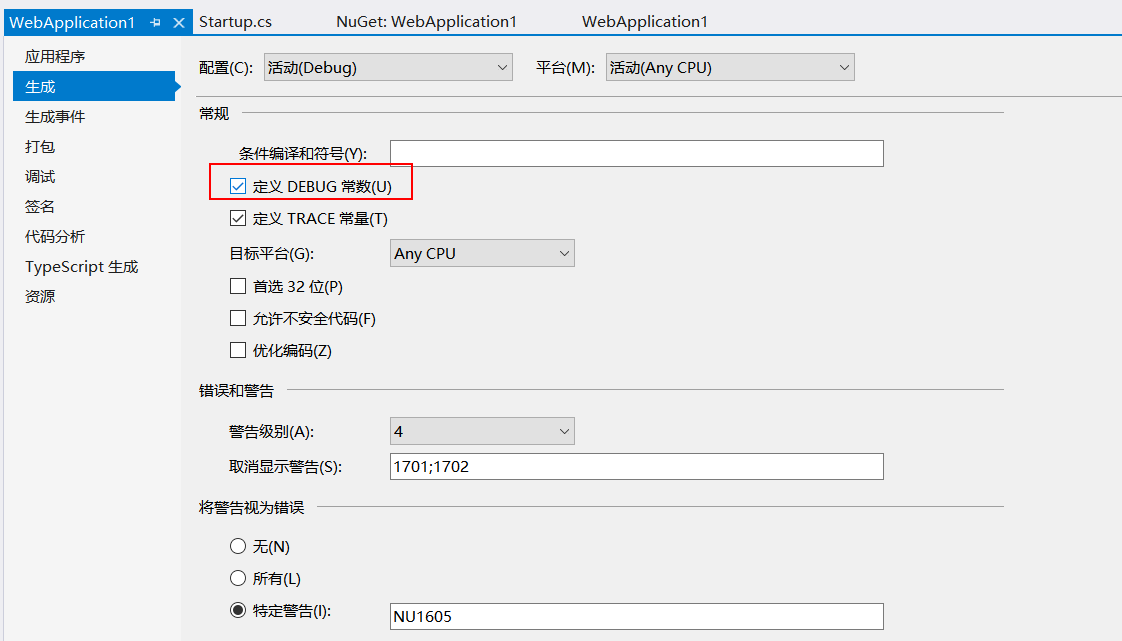 WebApplication1 Startup.cs NuGet: WebApplication1 WebApplication1
应用程序
生成
生成事件
打包
调试
签名
代码分析
TypeScript 生成
资源
配置(C): 活动(Debug) 平台(M): 活动(Any CPU)
常规
条件编译和符号(Y):
定义 DEBUG 常数(U)
定义 TRACE 常量(T)
目标平台(G): Any CPU
首选 32 位(P)
允许不安全代码(F)
优化编码(Z)
错误和警告
警告级别(A): 4
取消显示警告(S): 1701;1702
将警告视为错误
无(N)
所有(L)
特定警告(I): NU1605